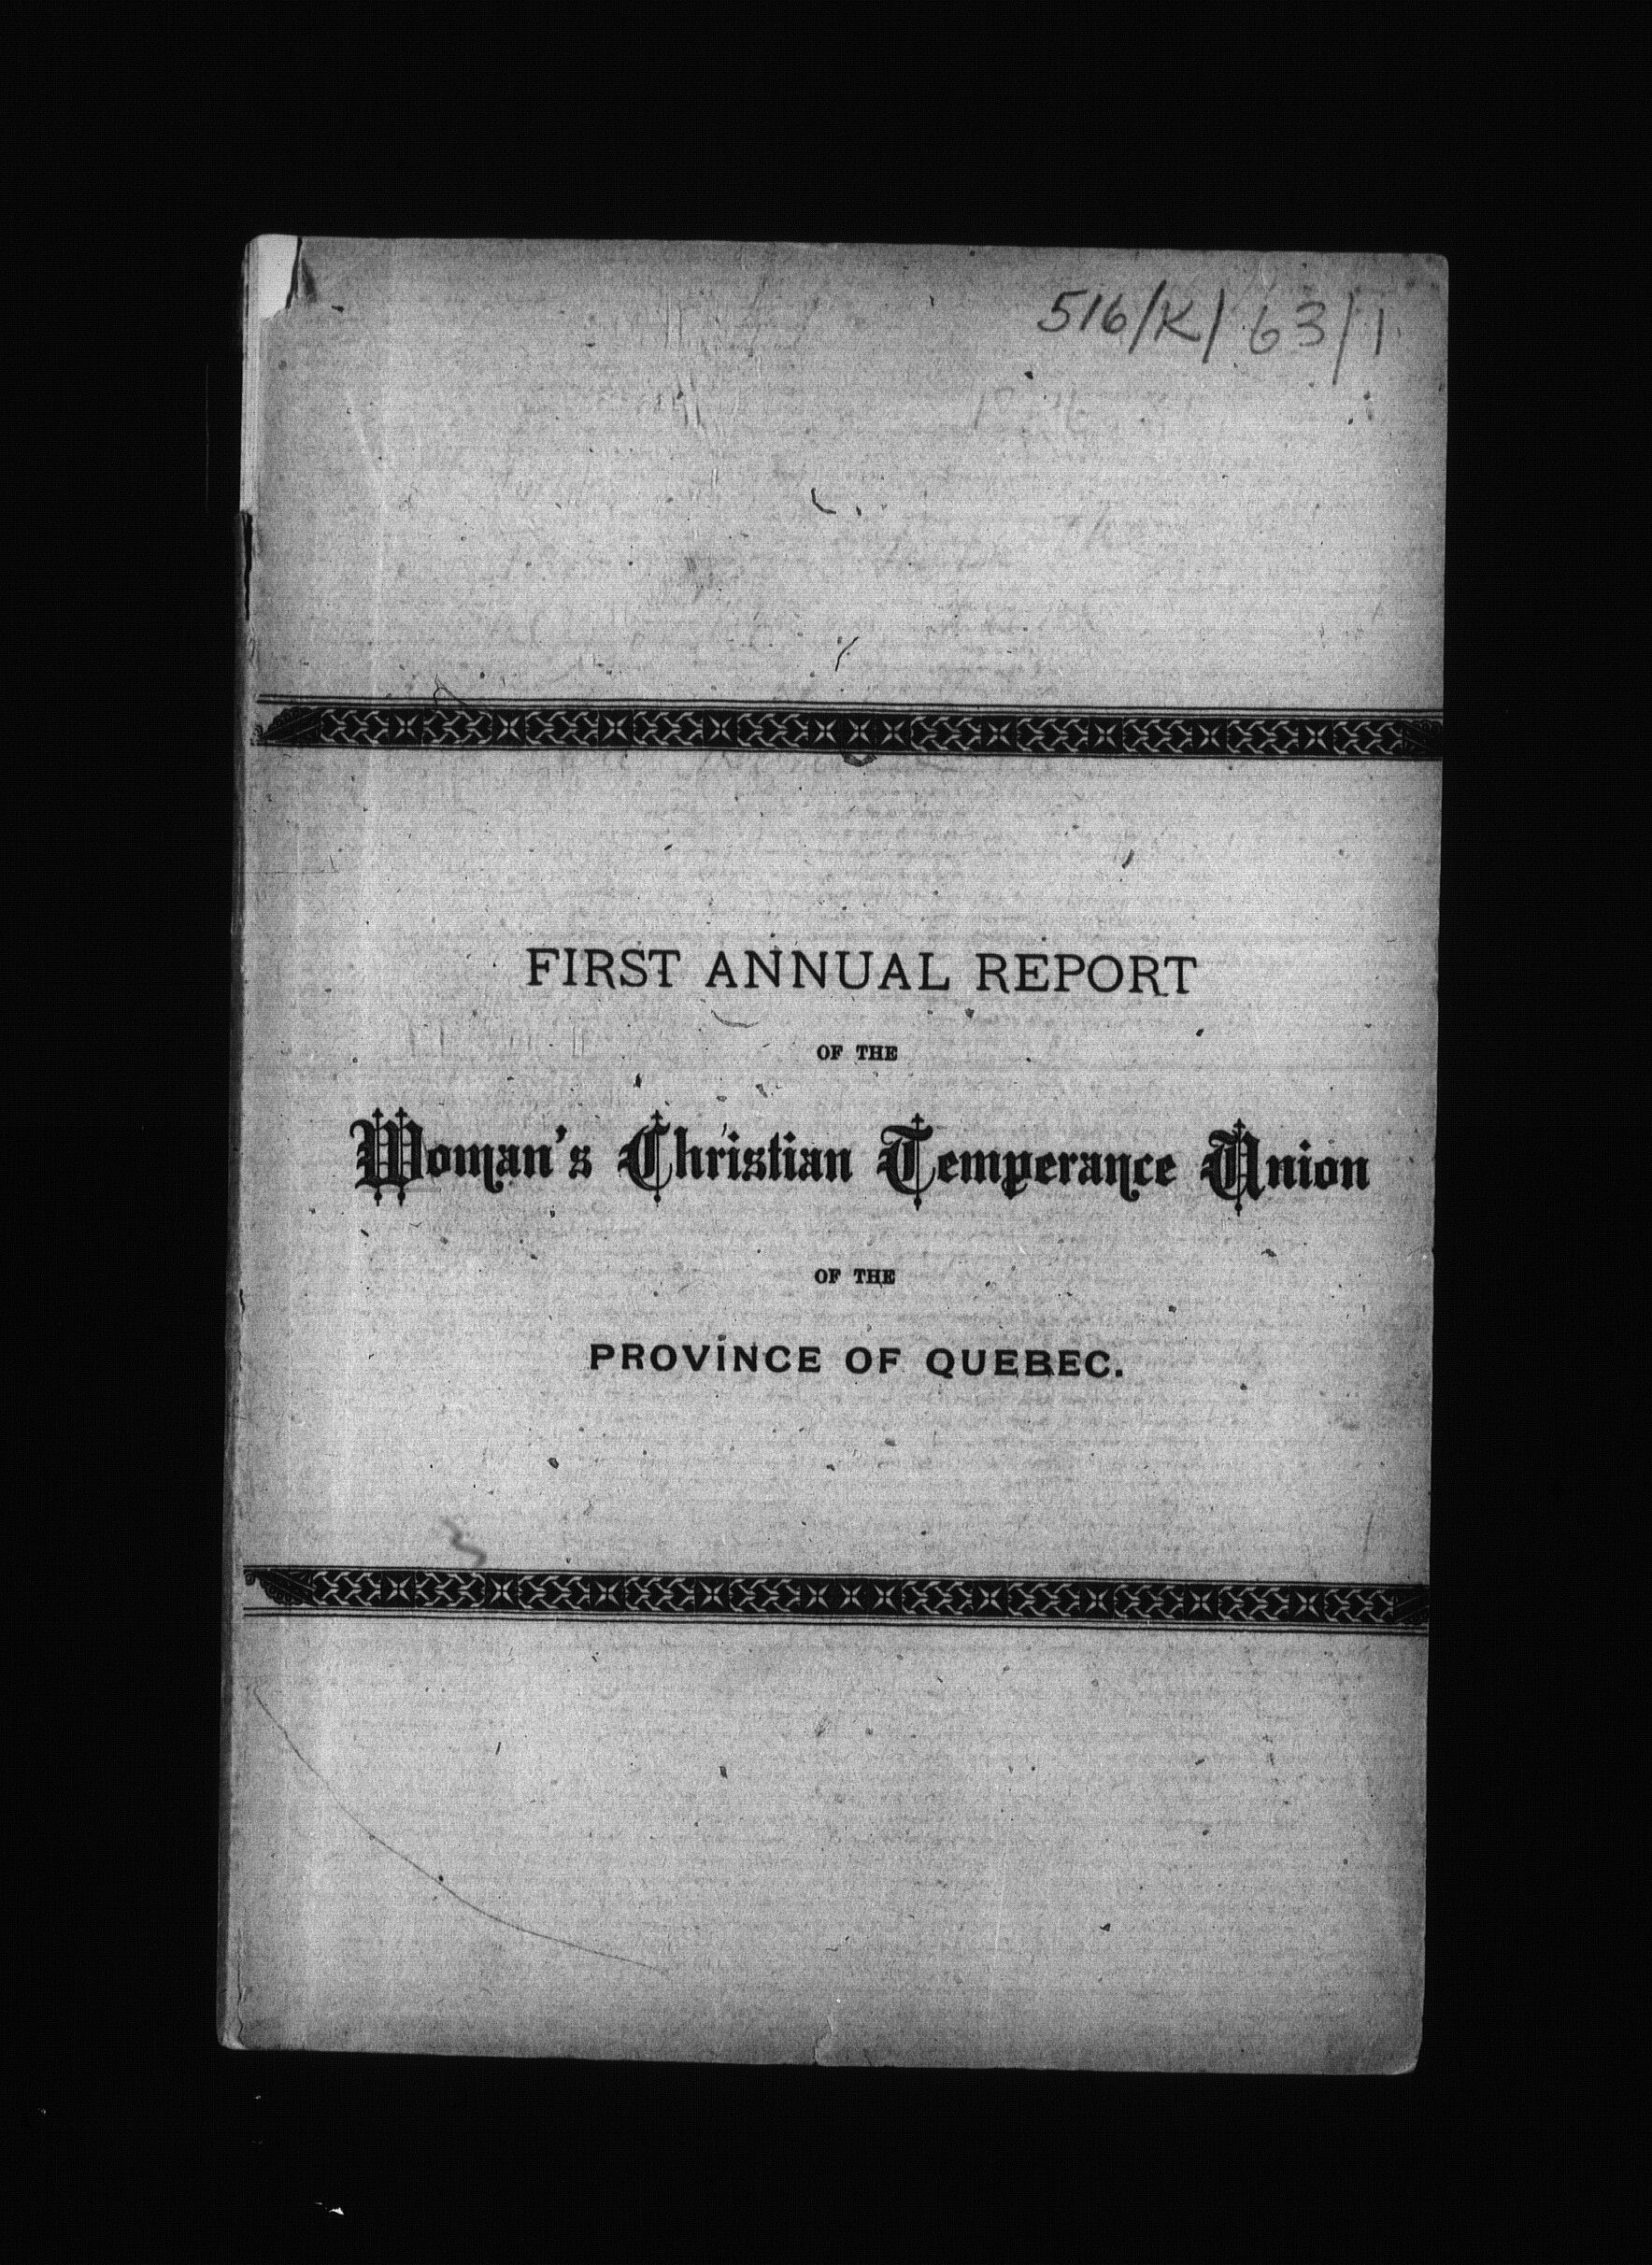 516/K/63/1
FIRST ANNUAL REPORT
OF THE
Woman's Christian Temperance Union
OF THE
PROVINCE OF QUEBEC.